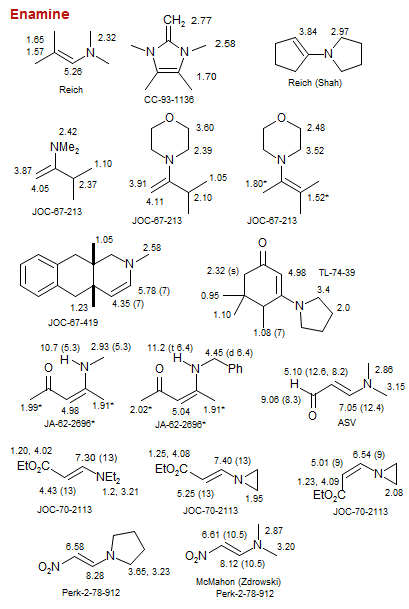 Enamine
CH2 2.77
1.65
1.57
N
2.32
5.26
Reich
N
N
2.58
1.70
CC-93-1136
3.84
2.97
N
Reich (Shah)
2.42
NMe2
3.87
4.05
1.10
2.37
JOC-67-213
O
3.60
2.39
N
3.91
4.11
1.05
2.10
JOC-67-213
O
2.48
3.52
N
1.80*
1.52*
JOC-67-213
1.05
N
2.58
5.78 (7)
1.23
4.35 (7)
JOC-67-419
O
2.32 (s)
4.98
TL-74-39
0.95
1.10
N
3.4
2.0
1.08 (7)
10.7 (5.3)
2.93 (5.3)
H
N
O
1.99*
4.98
1.91*
JA-62-2696*
11.2 (t 6.4)
4.45 (d 6.4)
H
N
Ph
O
2.02*
5.04
1.91*
JA-62-2696*
5.10 (12.6, 8.2)
H
N
2.86
3.15
9.06 (8.3)
O
7.05 (12.4)
ASV
1.20, 4.02
EtO2C
7.30 (13)
NEt2
4.43 (13)
1.2, 3.21
JOC-70-2113
1.25, 4.08
EtO2C
7.40 (13)
N
5.25 (13)
1.95
JOC-70-2113
6.54 (9)
5.01 (9)
N
1.23, 4.09
EtO2C
2.08
JOC-70-2113
6.58
N
NO2
8.28
3.65, 3.23
Perk-2-78-912
6.61 (10.5)
2.87
N
NO2
3.20
8.12 (10.5)
McMahon (Zdrowski)
Perk-2-78-912